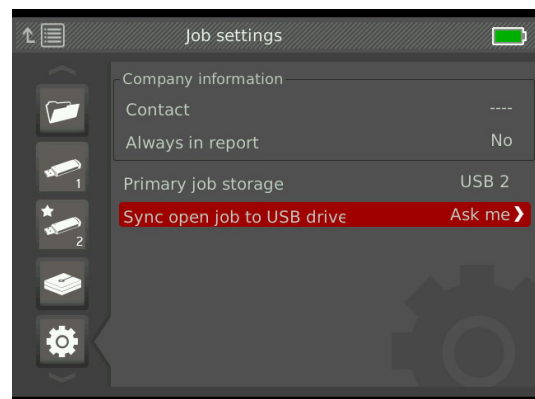 Job settings
Company information
Contact ----
Always in report No
1
Primary job storage USB 2
2
Sync open job to USB drive Ask me